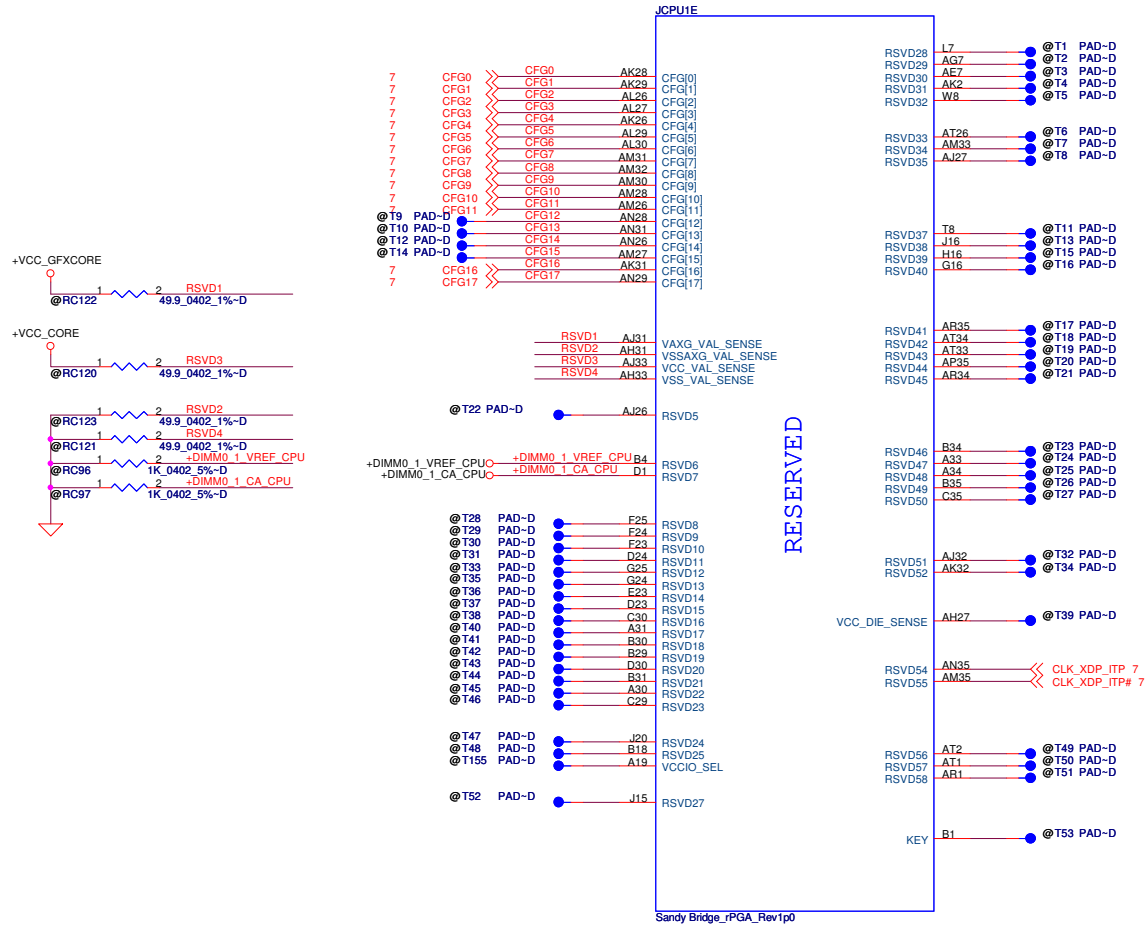 JCPU1E
7 CFG0 CFG0 AK28 CFG[0]
7 CFG1 CFG1 AK29 CFG[1]
7 CFG2 CFG2 AL26 CFG[2]
7 CFG3 CFG3 AL27 CFG[3]
7 CFG4 CFG4 AK26 CFG[4]
7 CFG5 CFG5 AL29 CFG[5]
7 CFG6 CFG6 AL30 CFG[6]
7 CFG7 CFG7 AM31 CFG[7]
7 CFG8 CFG8 AM32 CFG[8]
7 CFG9 CFG9 AM30 CFG[9]
7 CFG10 CFG10 AM28 CFG[10]
7 CFG11 CFG11 AM26 CFG[11]
@T9 PAD~D CFG12 AN28 CFG[12]
@T10 PAD~D CFG13 AN31 CFG[13]
@T12 PAD~D CFG14 AN26 CFG[14]
@T14 PAD~D CFG15 AM27 CFG[15]
7 CFG16 CFG16 AK31 CFG[16]
7 CFG17 CFG17 AN29 CFG[17]
+VCC_GFXCORE
1 2 RSVD1
@RC122 49.9_0402_1%~D
+VCC_CORE
1 2 RSVD3
@RC120 49.9_0402_1%~D
1 2 RSVD2
@RC123 49.9_0402_1%~D
1 2 RSVD4
@RC121 49.9_0402_1%~D
1 2 +DIMM0_1_VREF_CPU
@RC96 1K_0402_5%~D
1 2 +DIMM0_1_CA_CPU
@RC97 1K_0402_5%~D
RSVD1 AJ31 VAXG_VAL_SENSE
RSVD2 AH31 VSSAXG_VAL_SENSE
RSVD3 AJ33 VCC_VAL_SENSE
RSVD4 AH33 VSS_VAL_SENSE
@T22 PAD~D AJ26 RSVD5
+DIMM0_1_VREF_CPU +DIMM0_1_VREF_CPU B4 RSVD6
+DIMM0_1_CA_CPU +DIMM0_1_CA_CPU D1 RSVD7
@T28 PAD~D F25 RSVD8
@T29 PAD~D F24 RSVD9
@T30 PAD~D F23 RSVD10
@T31 PAD~D D24 RSVD11
@T33 PAD~D G25 RSVD12
@T35 PAD~D G24 RSVD13
@T36 PAD~D E23 RSVD14
@T37 PAD~D D23 RSVD15
@T38 PAD~D C30 RSVD16
@T40 PAD~D A31 RSVD17
@T41 PAD~D B30 RSVD18
@T42 PAD~D B29 RSVD19
@T43 PAD~D D30 RSVD20
@T44 PAD~D B31 RSVD21
@T45 PAD~D A30 RSVD22
@T46 PAD~D C29 RSVD23
@T47 PAD~D J20 RSVD24
@T48 PAD~D B18 RSVD25
@T155 PAD~D A19 VCCIO_SEL
@T52 PAD~D J15 RSVD27
RESERVED
RSVD28 L7 @T1 PAD~D
RSVD29 AG7 @T2 PAD~D
RSVD30 AE7 @T3 PAD~D
RSVD31 AK2 @T4 PAD~D
RSVD32 W8 @T5 PAD~D
RSVD33 AT26 @T6 PAD~D
RSVD34 AM33 @T7 PAD~D
RSVD35 AJ27 @T8 PAD~D
RSVD37 T8 @T11 PAD~D
RSVD38 J16 @T13 PAD~D
RSVD39 H16 @T15 PAD~D
RSVD40 G16 @T16 PAD~D
RSVD41 AR35 @T17 PAD~D
RSVD42 AT34 @T18 PAD~D
RSVD43 AT33 @T19 PAD~D
RSVD44 AP35 @T20 PAD~D
RSVD45 AR34 @T21 PAD~D
RSVD46 B34 @T23 PAD~D
RSVD47 A33 @T24 PAD~D
RSVD48 A34 @T25 PAD~D
RSVD49 B35 @T26 PAD~D
RSVD50 C35 @T27 PAD~D
RSVD51 AJ32 @T32 PAD~D
RSVD52 AK32 @T34 PAD~D
VCC_DIE_SENSE AH27 @T39 PAD~D
RSVD54 AN35 CLK_XDP_ITP 7
RSVD55 AM35 CLK_XDP_ITP# 7
RSVD56 AT2 @T49 PAD~D
RSVD57 AT1 @T50 PAD~D
RSVD58 AR1 @T51 PAD~D
KEY B1 @T53 PAD~D
Sandy Bridge_rPGA_Rev1p0